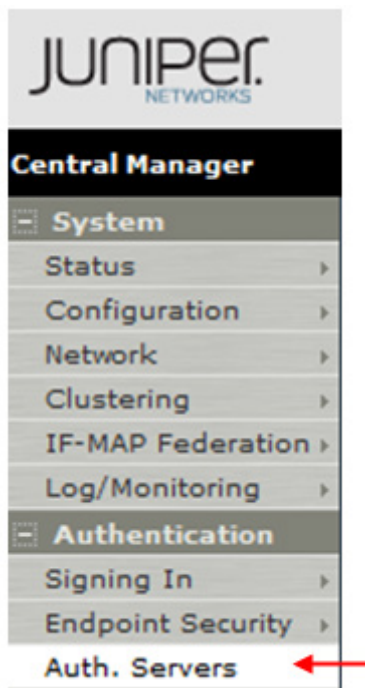 JUNIPER
NETWORKS
Central Manager
System
Status
Configuration
Network
Clustering
IF-MAP Federation
Log/Monitoring
Authentication
Signing In
Endpoint Security
Auth. Servers